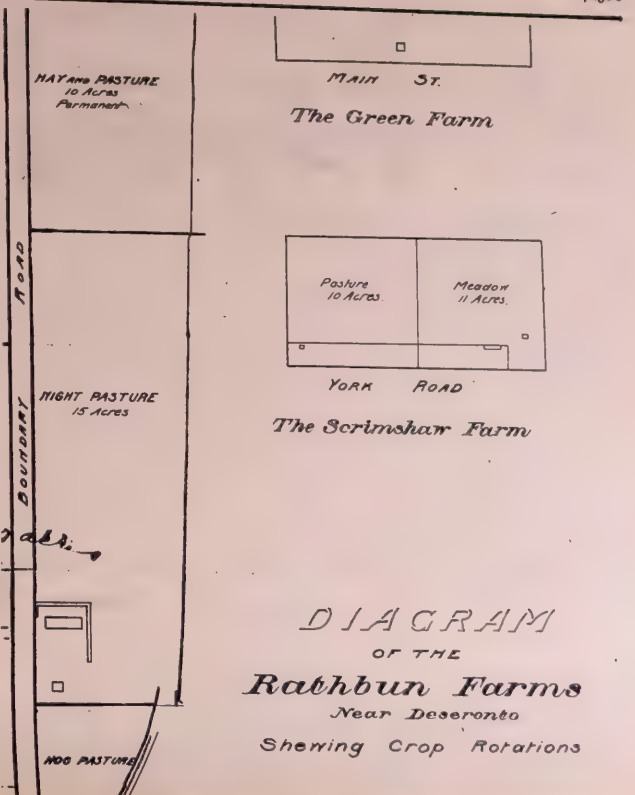 HAY AND PASTURE
10 Acres
Permanent
MAIN ST.
The Green Farm
BOUNDARY ROAD
Pasture
10 Acres.
Meadow
11 Acres.
YORK ROAD
The Scrimshaw Farm
NIGHT PASTURE
15 Acres
DIAGRAM
OF THE
Rathbun Farms
Near Deseronto
Shewing Crop Rotations
HOG PASTURE